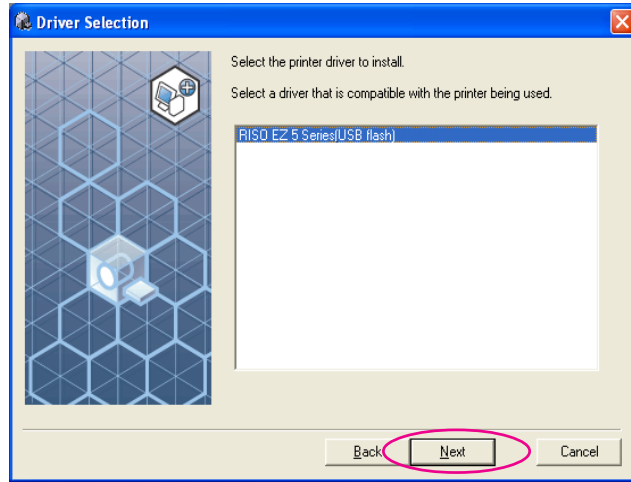 Driver Selection
Select the printer driver to install.
Select a driver that is compatible with the printer being used.
RISO EZ 5 Series(USB flash)
Back
Next
Cancel